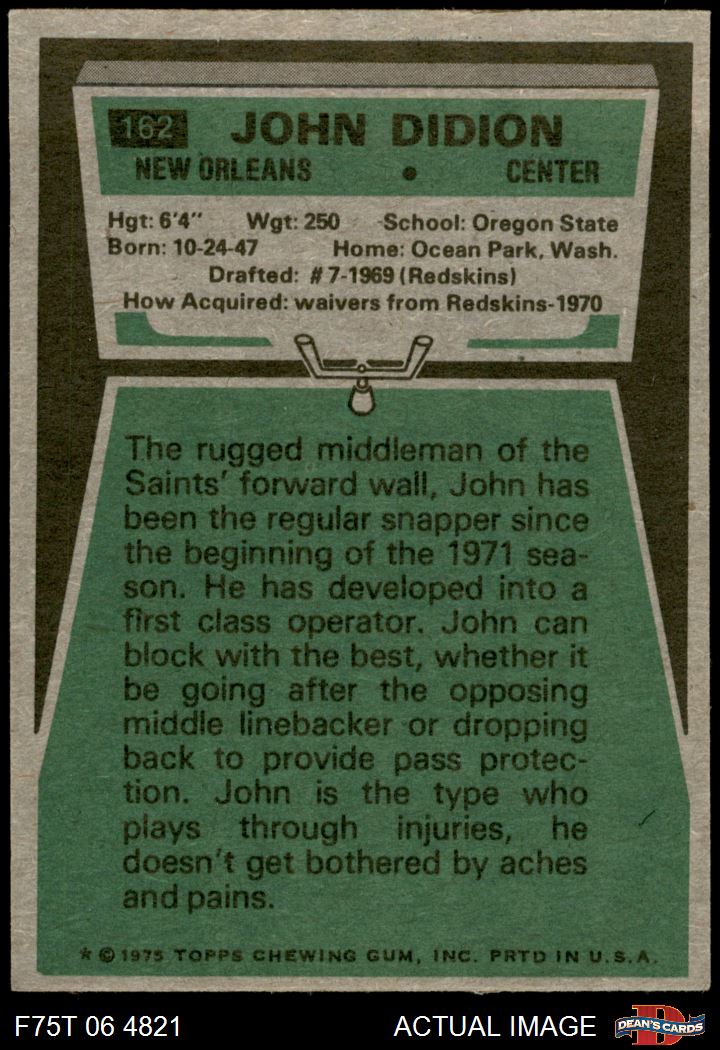 162 JOHN DIDION
NEW ORLEANS • CENTER
Hgt: 6'4" Wgt: 250 School: Oregon State
Born: 10-24-47 Home: Ocean Park, Wash.
Drafted: #7-1969 (Redskins)
How Acquired: waivers from Redskins-1970
The rugged middleman of the
Saints' forward wall, John has
been the regular snapper since
the beginning of the 1971 sea-
son. He has developed into a
first class operator. John can
block with the best, whether it
be going after the opposing
middle linebacker or dropping
back to provide pass protec-
tion. John is the type who
plays through injuries, he
doesn't get bothered by aches
and pains.
* © 1975 TOPPS CHEWING GUM, INC. PRTD IN U.S.A.
F75T 06 4821 ACTUAL IMAGE DEAN'S CARDS